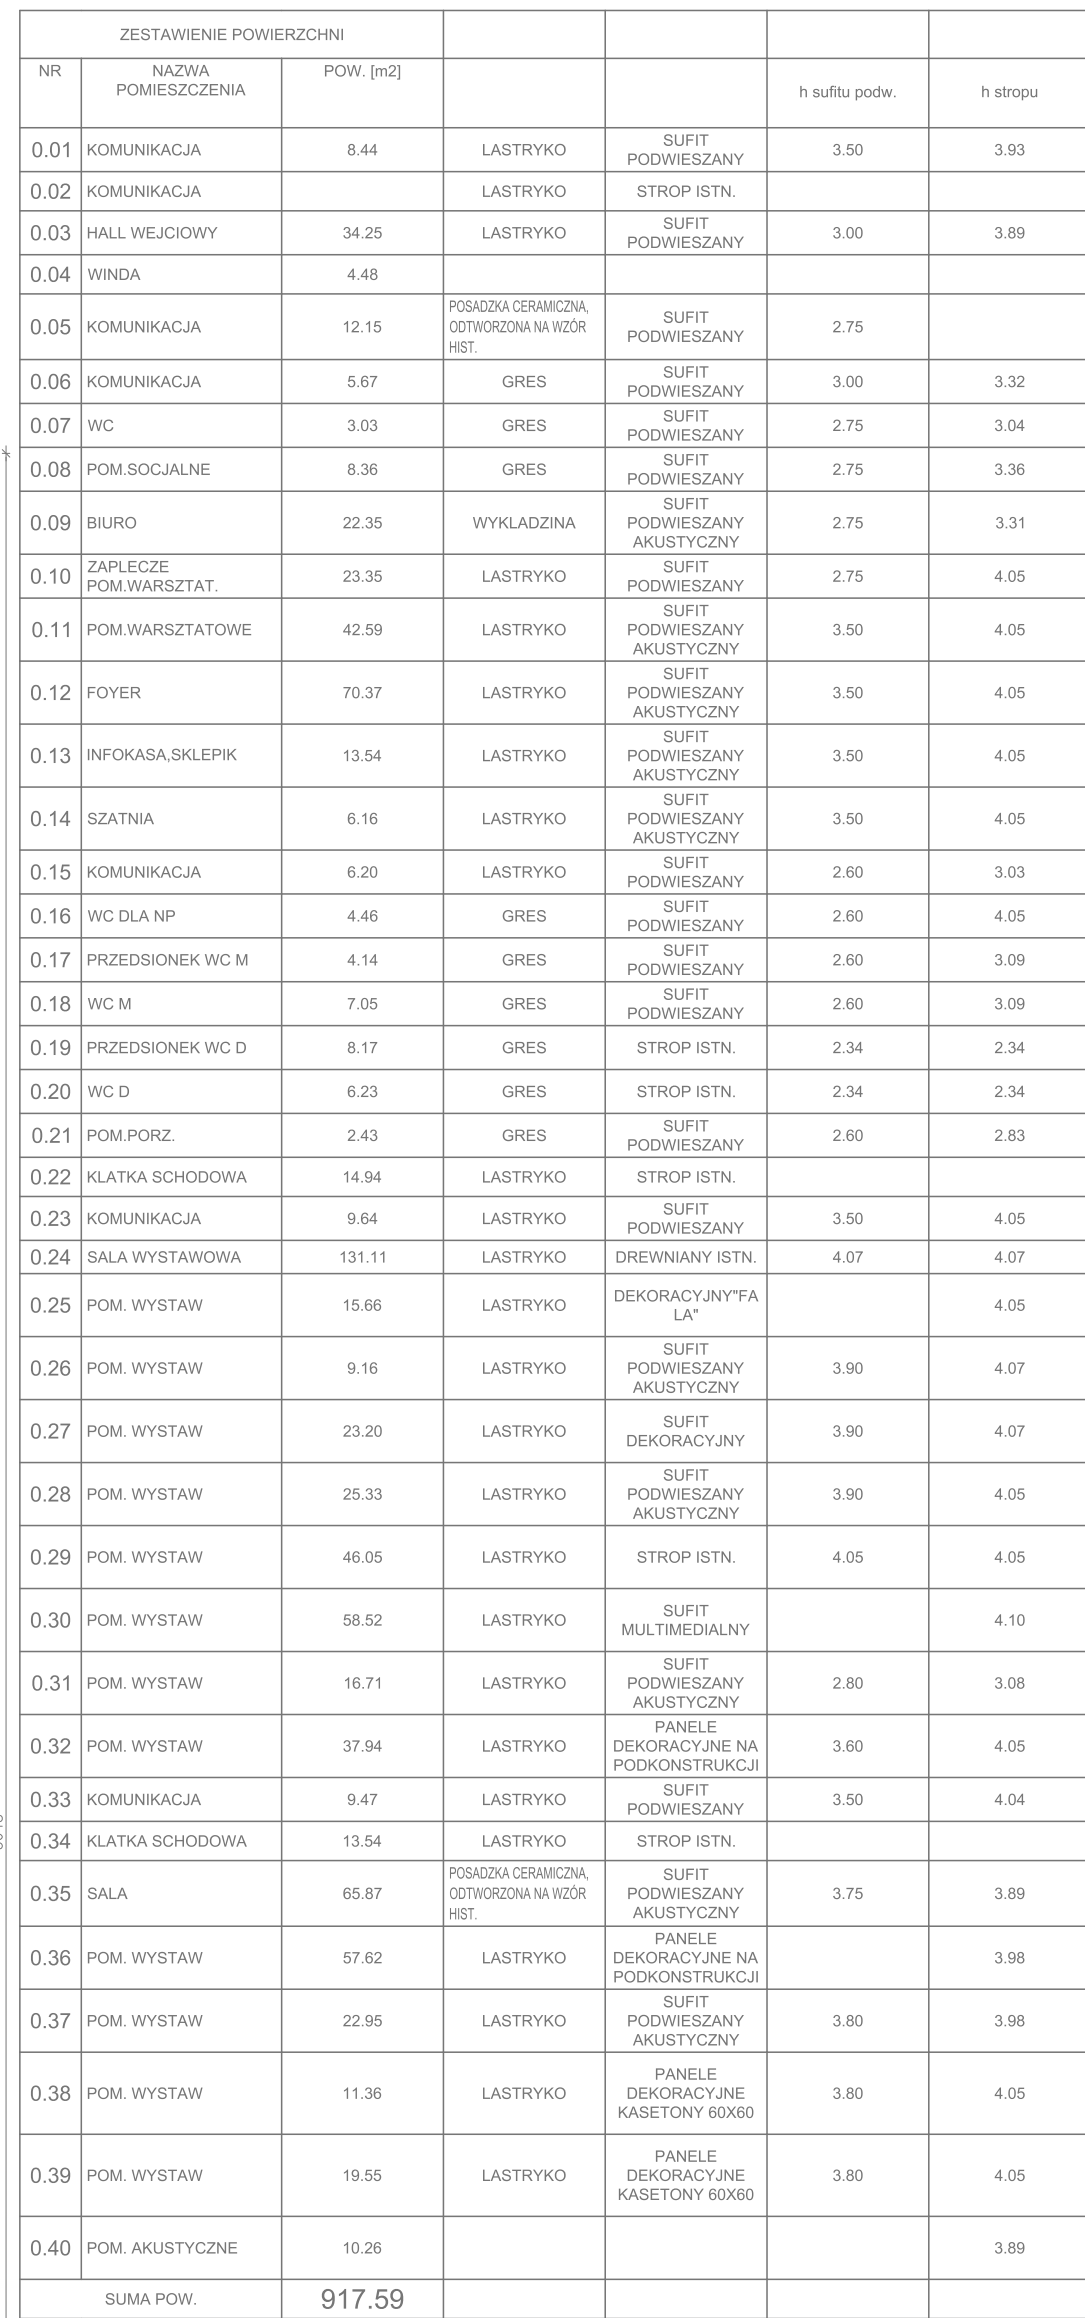 ZESTAWIENIE POWIERZCHNI
NR NAZWA POW. [m2]
POMIESZCZENIA h sufitu podw. h stropu
0.01 KOMUNIKACJA 8.44 LASTRYKO SUFIT
PODWIESZANY 3.50 3.93
0.02 KOMUNIKACJA LASTRYKO STROP ISTN.
0.03 HALL WEJCIOWY 34.25 LASTRYKO SUFIT
PODWIESZANY 3.00 3.89
0.04 WINDA 4.48
0.05 KOMUNIKACJA 12.15 POSADZKA CERAMICZNA,
ODTWORZONA NA WZÓR
HIST. SUFIT
PODWIESZANY 2.75
0.06 KOMUNIKACJA 5.67 GRES SUFIT
PODWIESZANY 3.00 3.32
0.07 WC 3.03 GRES SUFIT
PODWIESZANY 2.75 3.04
0.08 POM.SOCJALNE 8.36 GRES SUFIT
PODWIESZANY 2.75 3.36
0.09 BIURO 22.35 WYKLADZINA SUFIT
PODWIESZANY
AKUSTYCZNY 2.75 3.31
0.10 ZAPLECZE
POM.WARSZTAT. 23.35 LASTRYKO SUFIT
PODWIESZANY 2.75 4.05
0.11 POM.WARSZTATOWE 42.59 LASTRYKO SUFIT
PODWIESZANY
AKUSTYCZNY 3.50 4.05
0.12 FOYER 70.37 LASTRYKO SUFIT
PODWIESZANY
AKUSTYCZNY 3.50 4.05
0.13 INFOKASA,SKLEPIK 13.54 LASTRYKO SUFIT
PODWIESZANY
AKUSTYCZNY 3.50 4.05
0.14 SZATNIA 6.16 LASTRYKO SUFIT
PODWIESZANY
AKUSTYCZNY 3.50 4.05
0.15 KOMUNIKACJA 6.20 LASTRYKO SUFIT
PODWIESZANY 2.60 3.03
0.16 WC DLA NP 4.46 GRES SUFIT
PODWIESZANY 2.60 4.05
0.17 PRZEDSIONEK WC M 4.14 GRES SUFIT
PODWIESZANY 2.60 3.09
0.18 WC M 7.05 GRES SUFIT
PODWIESZANY 2.60 3.09
0.19 PRZEDSIONEK WC D 8.17 GRES STROP ISTN. 2.34 2.34
0.20 WC D 6.23 GRES STROP ISTN. 2.34 2.34
0.21 POM.PORZ. 2.43 GRES SUFIT
PODWIESZANY 2.60 2.83
0.22 KLATKA SCHODOWA 14.94 LASTRYKO STROP ISTN.
0.23 KOMUNIKACJA 9.64 LASTRYKO SUFIT
PODWIESZANY 3.50 4.05
0.24 SALA WYSTAWOWA 131.11 LASTRYKO DREWNIANY ISTN. 4.07 4.07
0.25 POM. WYSTAW 15.66 LASTRYKO DEKORACYJNY"FA
LA" 4.05
0.26 POM. WYSTAW 9.16 LASTRYKO SUFIT
PODWIESZANY
AKUSTYCZNY 3.90 4.07
0.27 POM. WYSTAW 23.20 LASTRYKO SUFIT
DEKORACYJNY 3.90 4.07
0.28 POM. WYSTAW 25.33 LASTRYKO SUFIT
PODWIESZANY
AKUSTYCZNY 3.90 4.05
0.29 POM. WYSTAW 46.05 LASTRYKO STROP ISTN. 4.05 4.05
0.30 POM. WYSTAW 58.52 LASTRYKO SUFIT
MULTIMEDIALNY 4.10
0.31 POM. WYSTAW 16.71 LASTRYKO SUFIT
PODWIESZANY
AKUSTYCZNY 2.80 3.08
0.32 POM. WYSTAW 37.94 LASTRYKO PANELE
DEKORACYJNE NA
PODKONSTRUKCJI 3.60 4.05
0.33 KOMUNIKACJA 9.47 LASTRYKO SUFIT
PODWIESZANY 3.50 4.04
0.34 KLATKA SCHODOWA 13.54 LASTRYKO STROP ISTN.
0.35 SALA 65.87 POSADZKA CERAMICZNA,
ODTWORZONA NA WZÓR
HIST. SUFIT
PODWIESZANY
AKUSTYCZNY 3.75 3.89
0.36 POM. WYSTAW 57.62 LASTRYKO PANELE
DEKORACYJNE NA
PODKONSTRUKCJI 3.98
0.37 POM. WYSTAW 22.95 LASTRYKO SUFIT
PODWIESZANY
AKUSTYCZNY 3.80 3.98
0.38 POM. WYSTAW 11.36 LASTRYKO PANELE
DEKORACYJNE
KASETONY 60X60 3.80 4.05
0.39 POM. WYSTAW 19.55 LASTRYKO PANELE
DEKORACYJNE
KASETONY 60X60 3.80 4.05
0.40 POM. AKUSTYCZNE 10.26 3.89
SUMA POW. 917.59